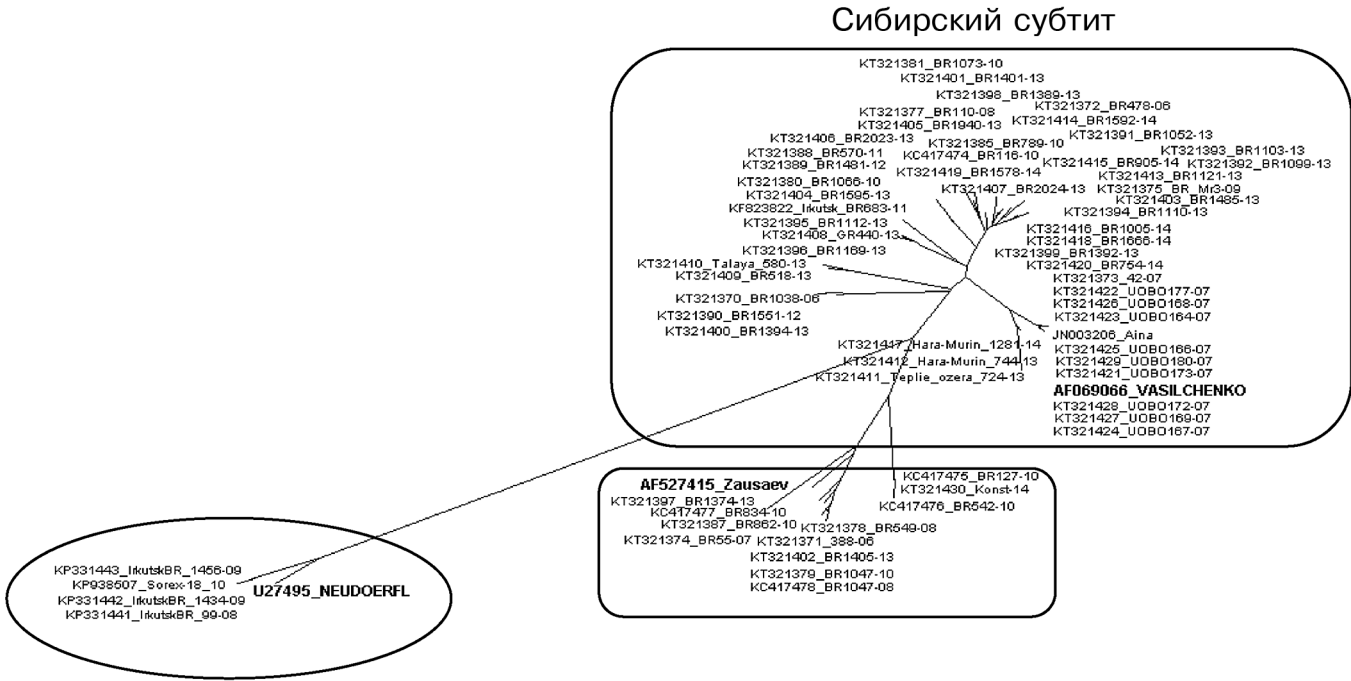 Сибирский субтит
KT321381_BR1073-10
KT321401_BR1401-13
KT321398_BR1389-13
KT321372_BR478-06
KT321377_BR110-08
KT321414_BR1592-14
KT321405_BR1940-13
KT321391_BR1052-13
KT321406_BR2023-13
KT321385_BR789-10
KT321393_BR1103-13
KT321388_BR570-11
KC417474_BR116-10
KT321415_BR905-14
KT321392_BR1099-13
KT321389_BR1481-12
KT321419_BR1578-14
KT321413_BR1121-13
KT321380_BR1066-10
KT321407_BR2024-13
KT321375_BR_Mr3-09
KT321404_BR1595-13
KT321403_BR1485-13
KF823822_Irkutsk_BR683-11
KT321394_BR1110-13
KT321395_BR1112-13
KT321416_BR1005-14
KT321408_GR440-13
KT321418_BR1666-14
KT321396_BR1169-13
KT321399_BR1392-13
KT321410_Talaya_580-13
KT321420_BR754-14
KT321409_BR518-13
KT321373_42-07
KT321422_UOBO177-07
KT321370_BR1038-06
KT321426_UOBO168-07
KT321390_BR1551-12
KT321423_UOBO164-07
KT321400_BR1394-13
JN003206_Aina
KT321417_Hara-Murin_1281-14
KT321425_UOBO166-07
KT321412_Hara-Murin_744-13
KT321429_UOBO180-07
KT321411_Teplie_ozera_724-13
KT321421_UOBO173-07
AF069066_VASILCHENKO
KT321428_UOBO172-07
KT321427_UOBO169-07
KT321424_UOBO167-07
KC417475_BR127-10
AF527415_Zausaev
KT321430_Konst-14
KT321397_BR1374-13
KC417476_BR542-10
KC417477_BR834-10
KT321387_BR862-10
KT321378_BR549-08
KT321374_BR55-07
KT321371_388-06
KT321402_BR1405-13
KT321379_BR1047-10
KC417478_BR1047-08
KP331443_IrkutskBR_1456-09
KP938507_Sorex-18_10
U27495_NEUDOERFL
KP331442_IrkutskBR_1434-09
KP331441_IrkutskBR_99-08